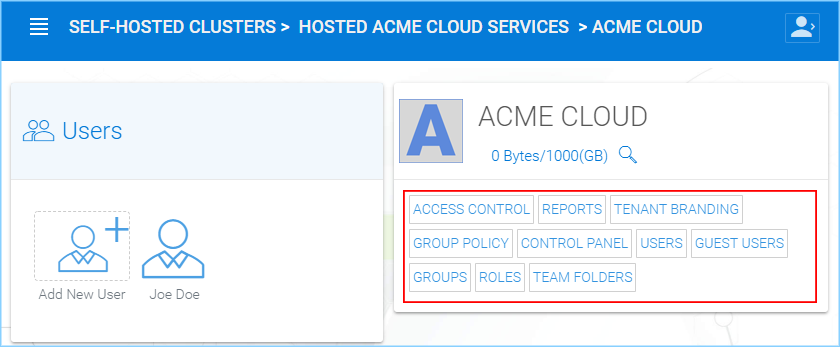 SELF-HOSTED CLUSTERS > HOSTED ACME CLOUD SERVICES > ACME CLOUD
Users
Add New User
Joe Doe
A
ACME CLOUD
0 Bytes/1000(GB)
ACCESS CONTROL REPORTS TENANT BRANDING
GROUP POLICY CONTROL PANEL USERS GUEST USERS
GROUPS ROLES TEAM FOLDERS